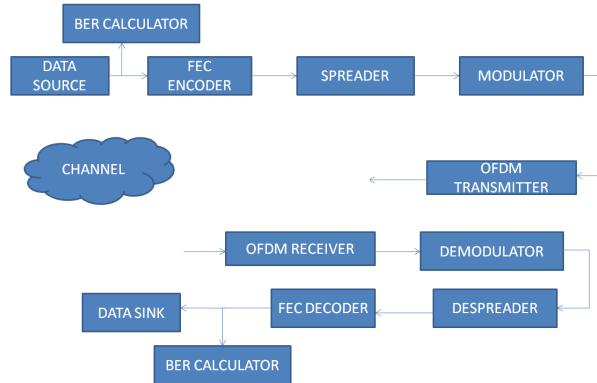 BER CALCULATOR
DATA
SOURCE
FEC
ENCODER
SPREADER
MODULATOR
CHANNEL
OFDM
TRANSMITTER
OFDM RECEIVER
DEMODULATOR
DATA SINK
FEC DECODER
DESPREADER
BER CALCULATOR